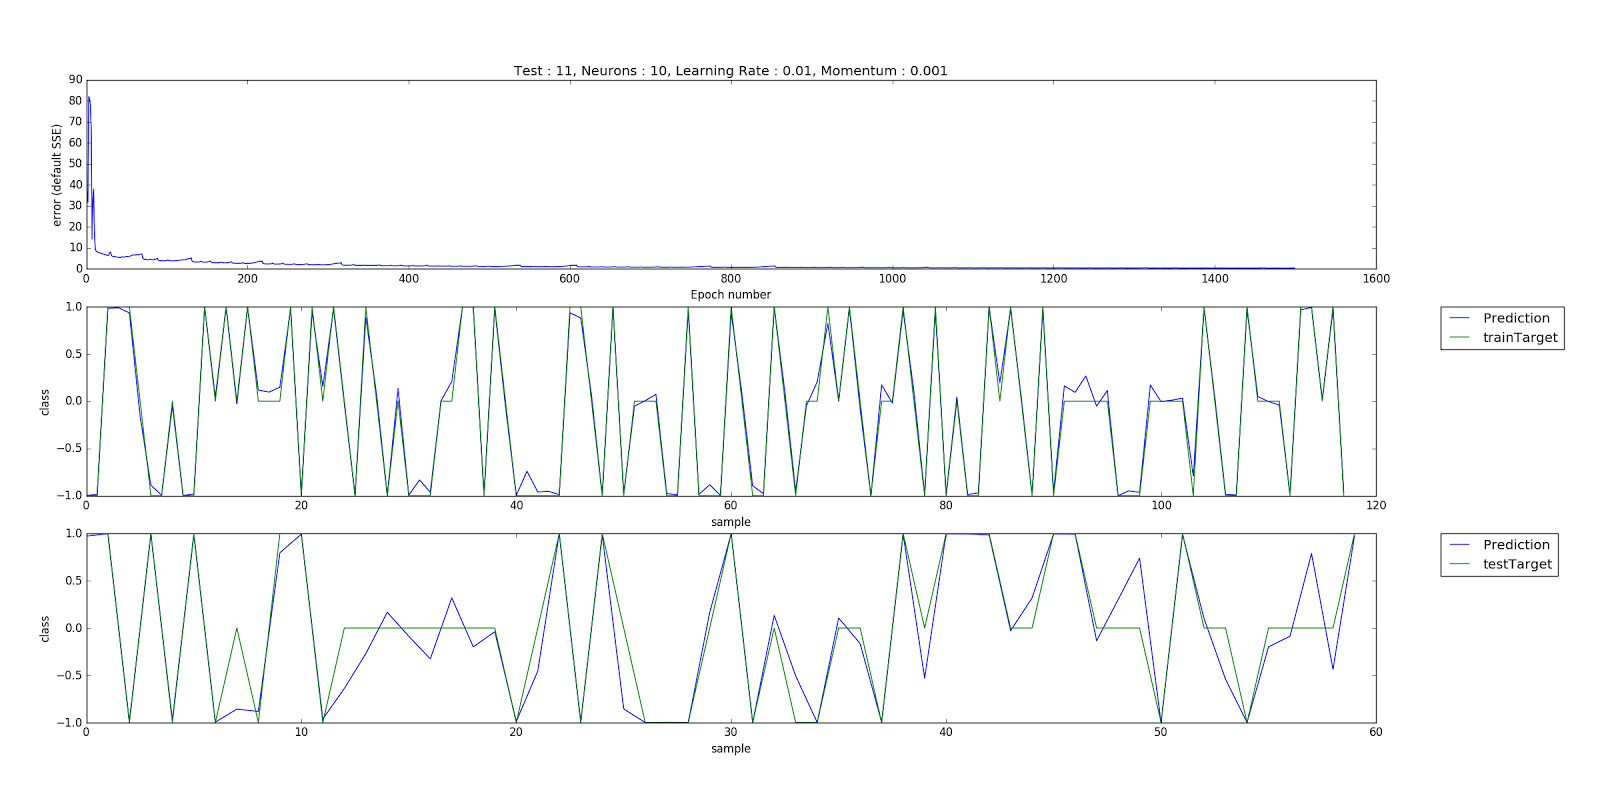 Test : 11, Neurons : 10, Learning Rate : 0.01, Momentum : 0.001
90
80
70
60
50
40
30
20
10
0
error (default SSE)
0 200 400 600 800 1000 1200 1400 1600
Epoch number
1.0
0.5
0.0
−0.5
−1.0
class
0 20 40 60 80 100 120
sample
Prediction
trainTarget
1.0
0.5
0.0
−0.5
−1.0
class
0 10 20 30 40 50 60
sample
Prediction
testTarget